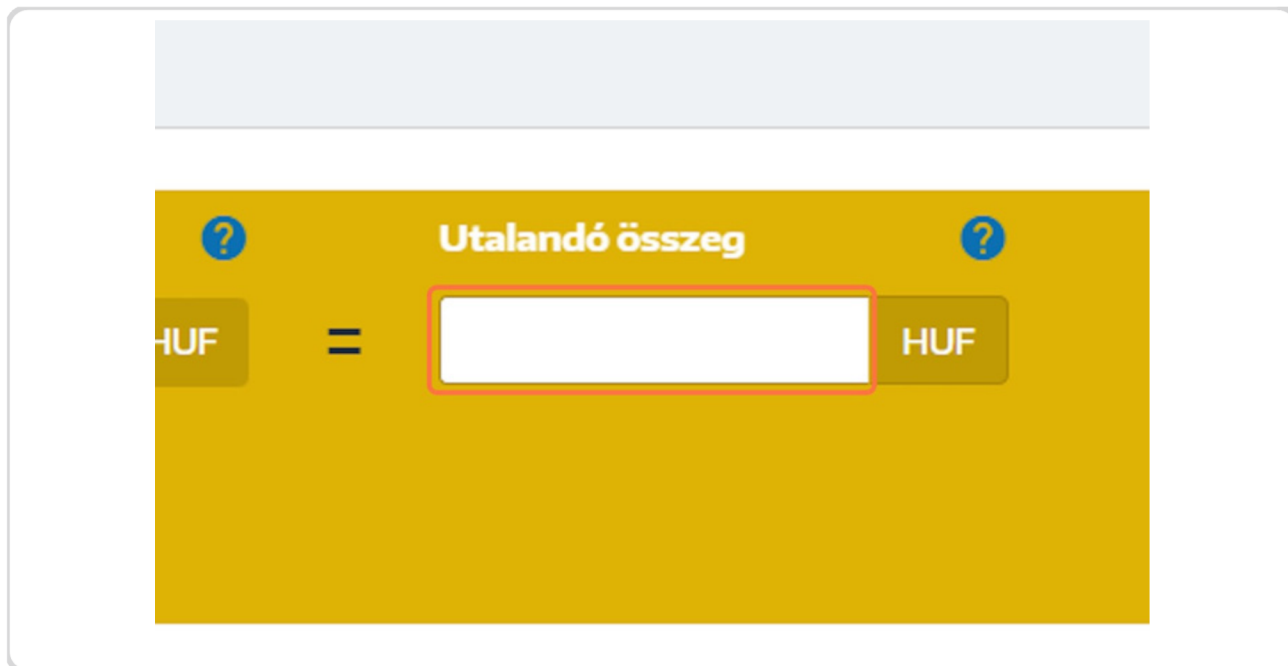 ? Utalandó összeg ?
HUF = HUF